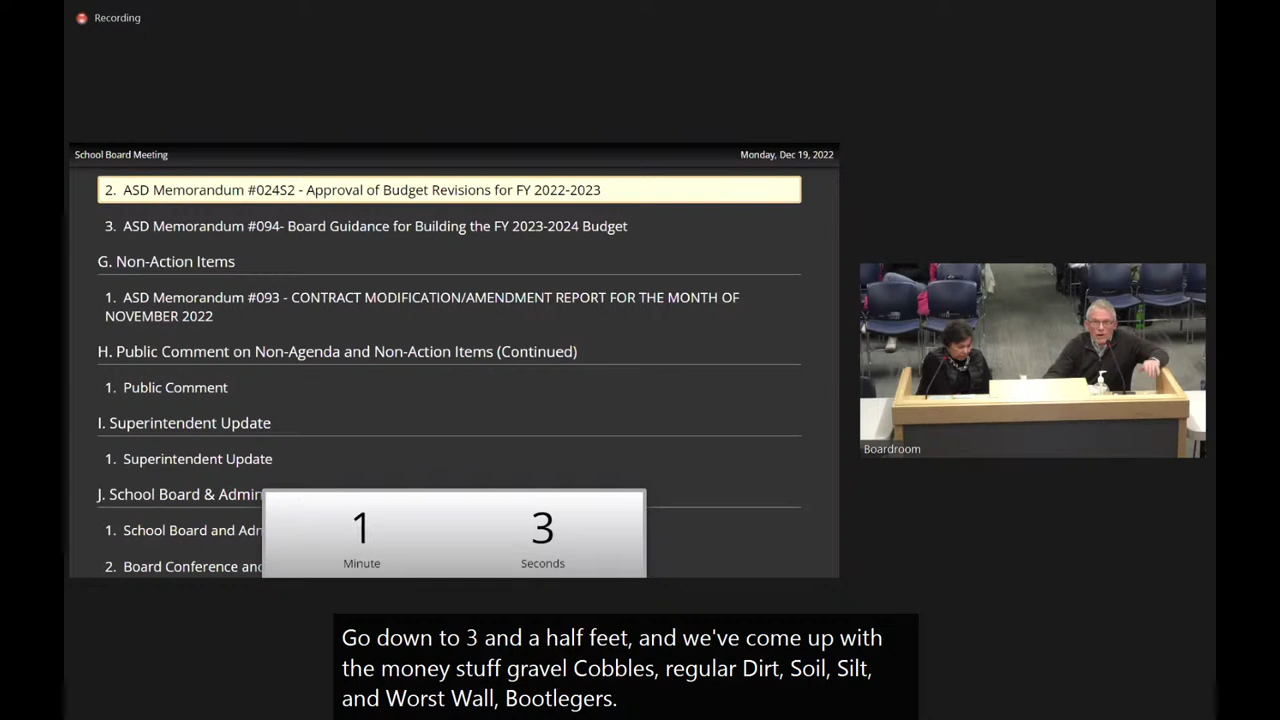 Recording
School Board Meeting
Monday, Dec 19, 2022
2. ASD Memorandum #024S2 - Approval of Budget Revisions for FY 2022-2023
3. ASD Memorandum #094- Board Guidance for Building the FY 2023-2024 Budget
G. Non-Action Items
1. ASD Memorandum #093 - CONTRACT MODIFICATION/AMENDMENT REPORT FOR THE MONTH OF
NOVEMBER 2022
H. Public Comment on Non-Agenda and Non-Action Items (Continued)
1. Public Comment
I. Superintendent Update
1. Superintendent Update
J. School Board & Admin
1. School Board and Adn
2. Board Conference and
1 3
Minute Seconds
Boardroom
Go down to 3 and a half feet, and we've come up with
the money stuff gravel Cobbles, regular Dirt, Soil, Silt,
and Worst Wall, Bootlegers.